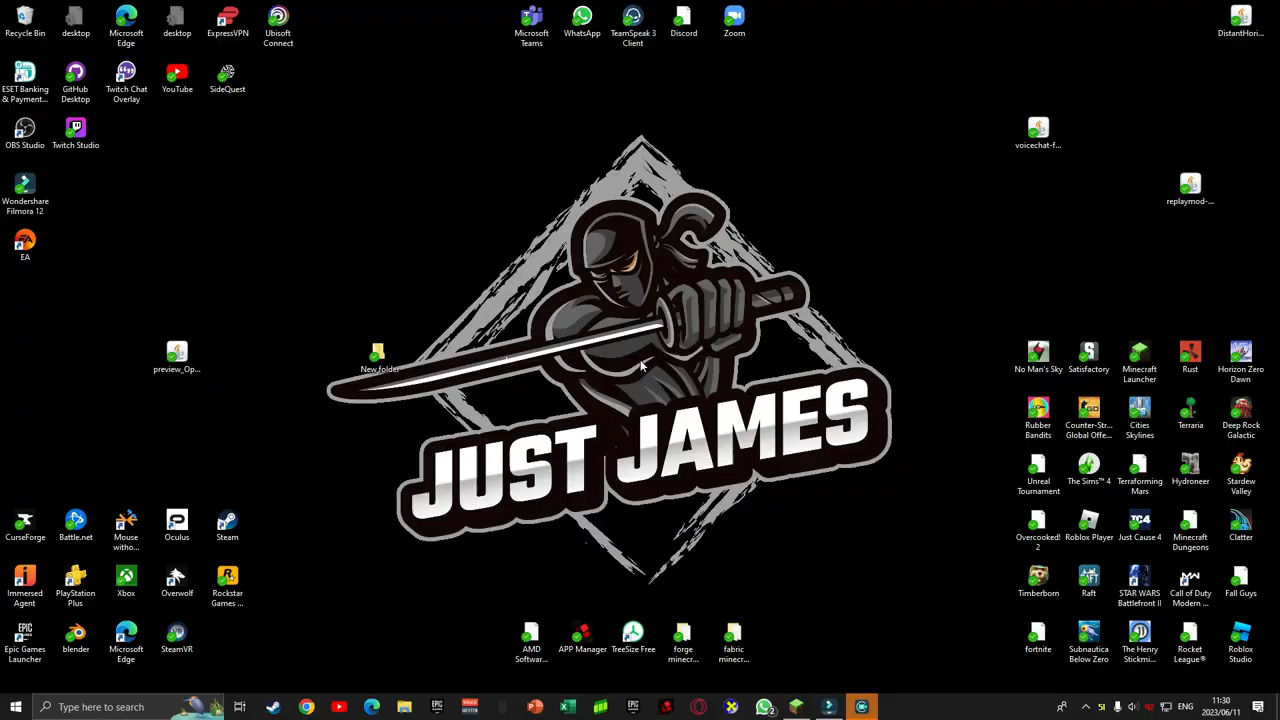 Recycle Bin
desktop
Microsoft
Edge
desktop
ExpressVPN
Ubisoft
Connect
Microsoft
Teams
WhatsApp
TeamSpeak 3
Client
Discord
Zoom
DistantHori...
ESET Banking
& Payment...
GitHub
Desktop
Twitch Chat
Overlay
YouTube
SideQuest
OBS Studio
Twitch Studio
voicechat-f...
Wondershare
Filmora 12
replaymod-...
EA
preview_Op...
New folder
No Man's Sky
Satisfactory
Minecraft
Launcher
Rust
Horizon Zero
Dawn
JUST JAMES
Rubber
Bandits
Counter-Str...
Global Offe...
Cities
Skylines
Terraria
Deep Rock
Galactic
Unreal
Tournament
The Sims™ 4
Terraforming
Mars
Hydroneer
Stardew
Valley
CurseForge
Battle.net
Mouse
witho...
Oculus
Steam
Overcooked!
2
Roblox Player
TC4
Just Cause 4
Minecraft
Dungeons
Clatter
Immersed
Agent
PlayStation
Plus
Xbox
Overwolf
Rockstar
Games ...
Timberborn
Raft
STAR WARS
Battlefront II
Call of Duty
Modern ...
Fall Guys
Epic Games
Launcher
blender
Microsoft
Edge
SteamVR
AMD
Softwar...
APP Manager
TreeSize Free
forge
minecr...
fabric
minecr...
fortnite
Subnautica
Below Zero
The Henry
Stickmi...
Rocket
League®
Roblox
Studio
Type here to search
ENG
11:30
2023/06/11